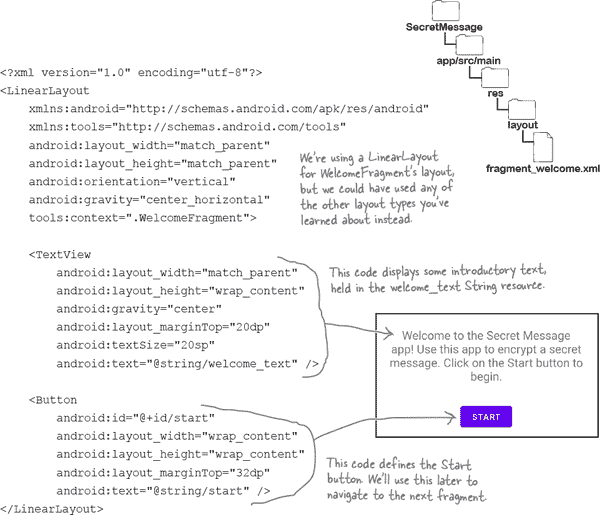 SecretMessage
app/src/main
res
layout
fragment_welcome.xml
<?xml version="1.0" encoding="utf-8"?>
<LinearLayout
xmlns:android="http://schemas.android.com/apk/res/android"
xmlns:tools="http://schemas.android.com/tools"
android:layout_width="match_parent"
android:layout_height="match_parent"
android:orientation="vertical"
android:gravity="center_horizontal"
tools:context=".WelcomeFragment">
We're using a LinearLayout
for WelcomeFragment's layout,
but we could have used any of
the other layout types you've
learned about instead.
<TextView
android:layout_width="match_parent"
android:layout_height="wrap_content"
android:gravity="center"
android:layout_marginTop="20dp"
android:textSize="20sp"
android:text="@string/welcome_text" />
This code displays some introductory text,
held in the welcome_text String resource.
Welcome to the Secret Message
app! Use this app to encrypt a secret
message. Click on the Start button to
begin.
START
<Button
android:id="@+id/start"
android:layout_width="wrap_content"
android:layout_height="wrap_content"
android:layout_marginTop="32dp"
android:text="@string/start" />
</LinearLayout>
This code defines the Start
button. We'll use this later to
navigate to the next fragment.